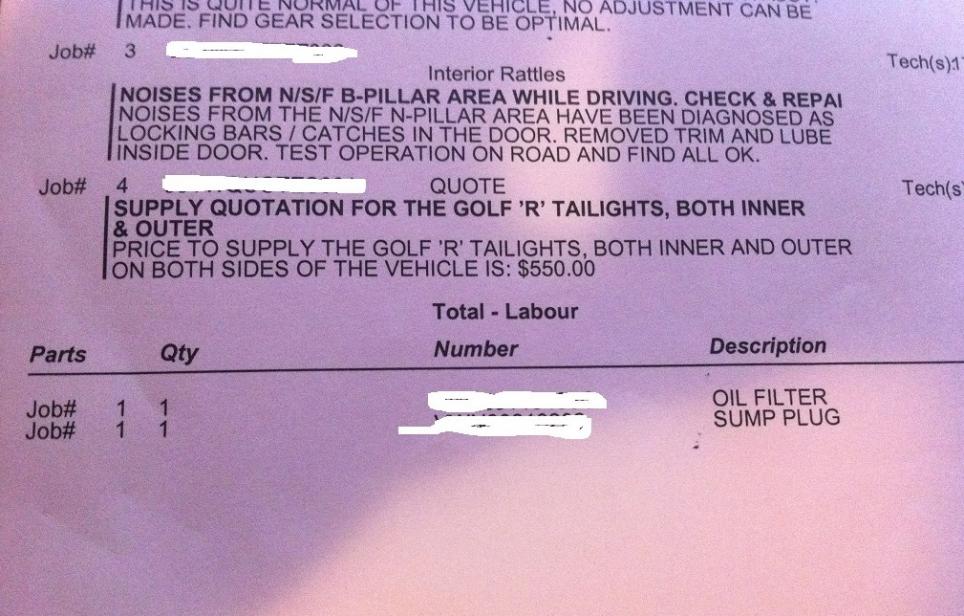 THIS IS QUITE NORMAL OF THIS VEHICLE, NO ADJUSTMENT CAN BE
MADE. FIND GEAR SELECTION TO BE OPTIMAL.
Job# 3 Tech(s):1
Interior Rattles
NOISES FROM N/S/F B-PILLAR AREA WHILE DRIVING. CHECK & REPAI
NOISES FROM THE N/S/F N-PILLAR AREA HAVE BEEN DIAGNOSED AS
LOCKING BARS / CATCHES IN THE DOOR. REMOVED TRIM AND LUBE
INSIDE DOOR. TEST OPERATION ON ROAD AND FIND ALL OK.
Job# 4 QUOTE Tech(s
SUPPLY QUOTATION FOR THE GOLF 'R' TAILIGHTS, BOTH INNER
& OUTER
PRICE TO SUPPLY THE GOLF 'R' TAILIGHTS, BOTH INNER AND OUTER
ON BOTH SIDES OF THE VEHICLE IS: $550.00
Total - Labour
Parts Qty Number Description
Job# 1 1 OIL FILTER
Job# 1 1 SUMP PLUG